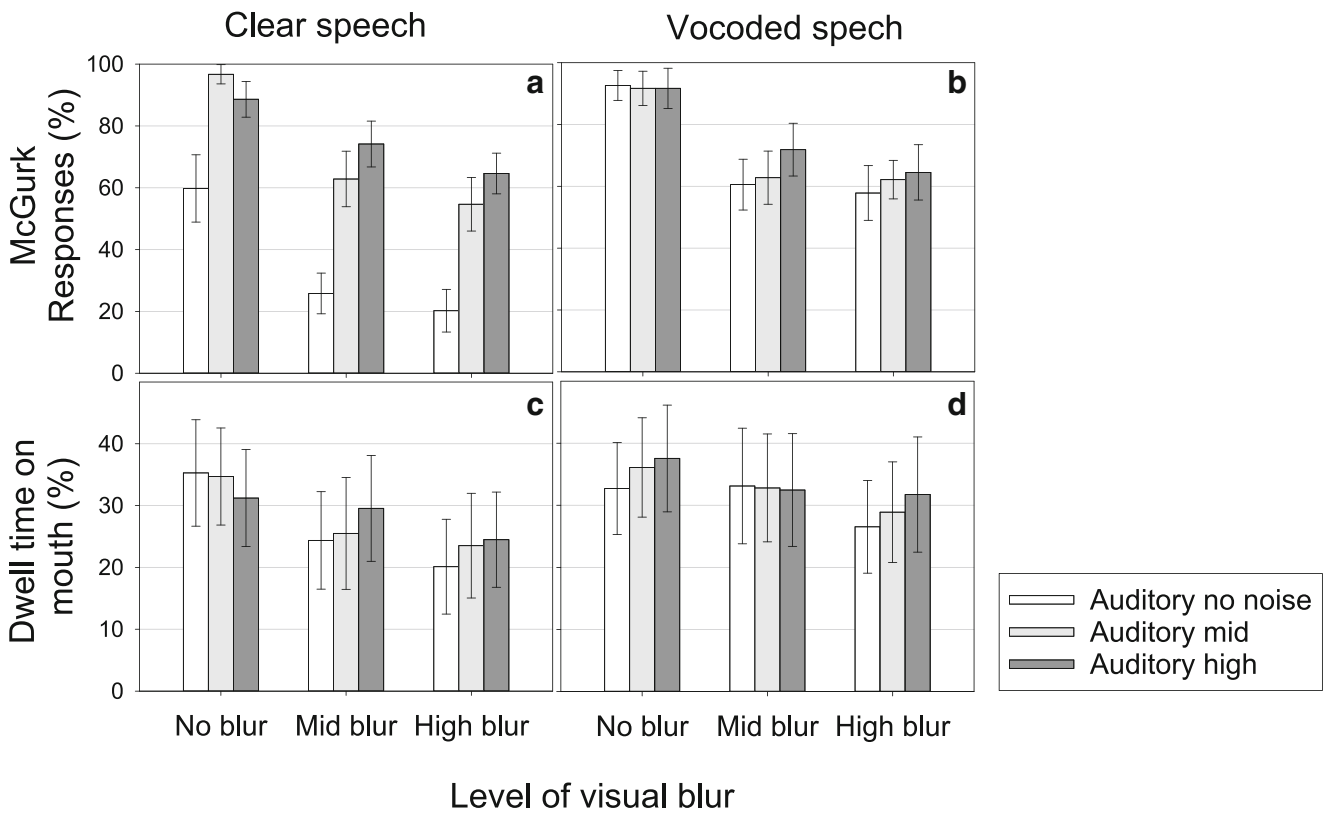 Clear speech
Vocoded spech
McGurk
Responses (%)
100
80
60
40
20
0
a
b
Dwell time on
mouth (%)
40
30
20
10
0
c
d
No blur Mid blur High blur
No blur Mid blur High blur
Level of visual blur
Auditory no noise
Auditory mid
Auditory high